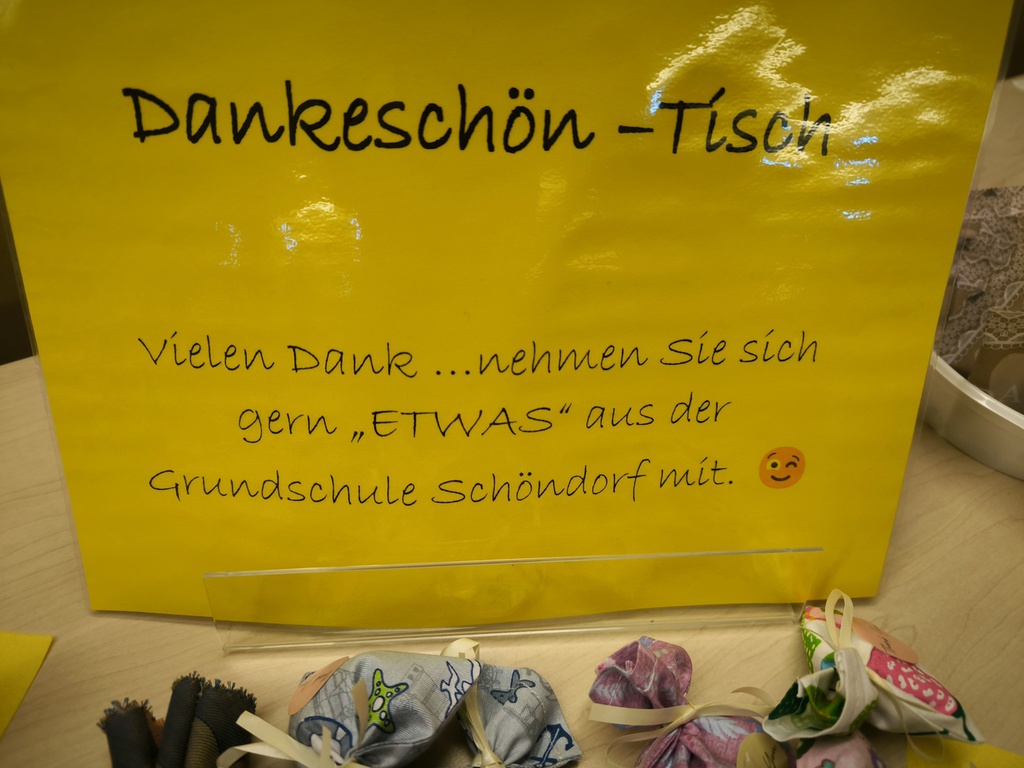 Dankeschön - Tisch
Vielen Dank ...nehmen Sie sich
gern „ETWAS“ aus der
Grundschule Schöndorf mit. 😉